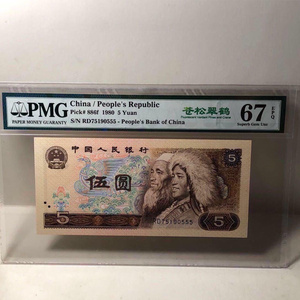 PMG
PAPER MONEY GUARANTY
China / People's Republic
Pick# 886f 1980 5 Yuan
S/N RD75190555 - People's Bank of China
苍松翠鹤
67 EPQ
Superb Gem Unc
中国人民银行
5
伍圆
5
RD75190555